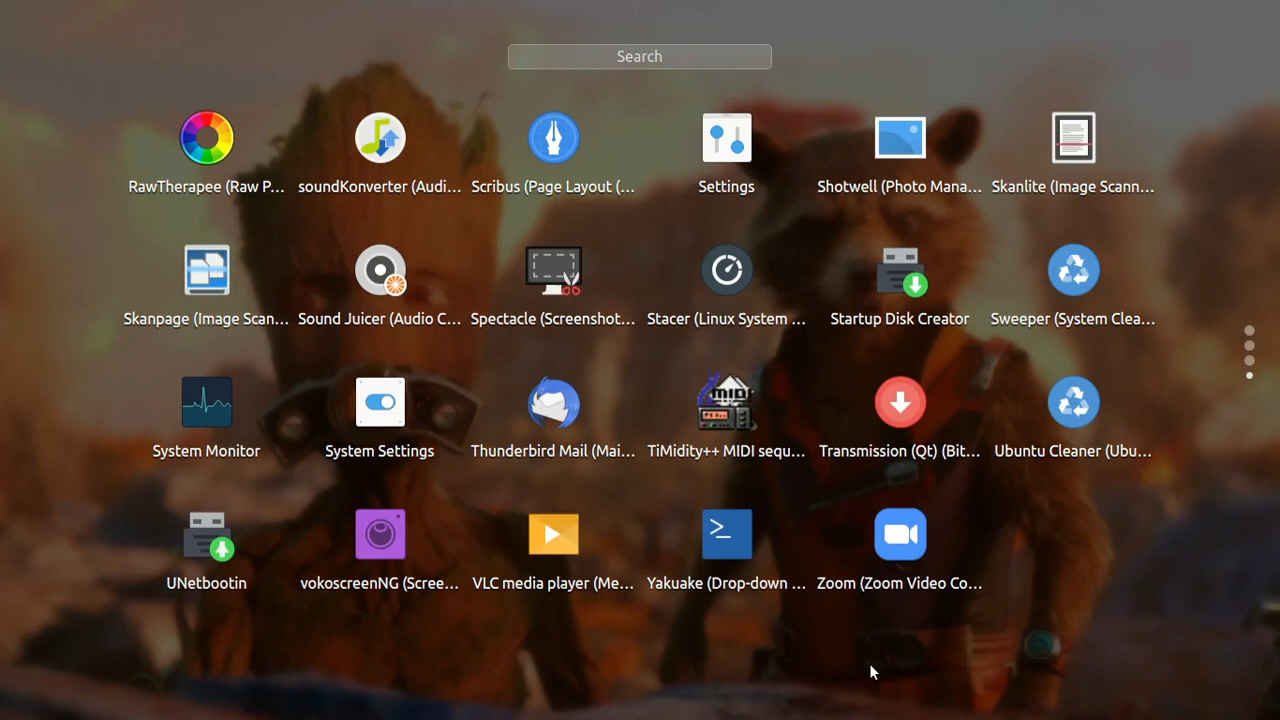 Search
RawTherapee (Raw P...
soundKonverter (Audi...
Scribus (Page Layout (...
Settings
Shotwell (Photo Mana...
Skanlite (Image Scann...
Skanpage (Image Scan...
Sound Juicer (Audio C...
Spectacle (Screenshot...
Stacer (Linux System ...
Startup Disk Creator
Sweeper (System Clea...
System Monitor
System Settings
Thunderbird Mail (Mai...
MIDI
TiMidity++ MIDI sequ...
Transmission (Qt) (Bit...
Ubuntu Cleaner (Ubu...
UNetbootin
vokoscreenNG (Scree...
VLC media player (Me...
Yakuake (Drop-down ...
Zoom (Zoom Video Co...